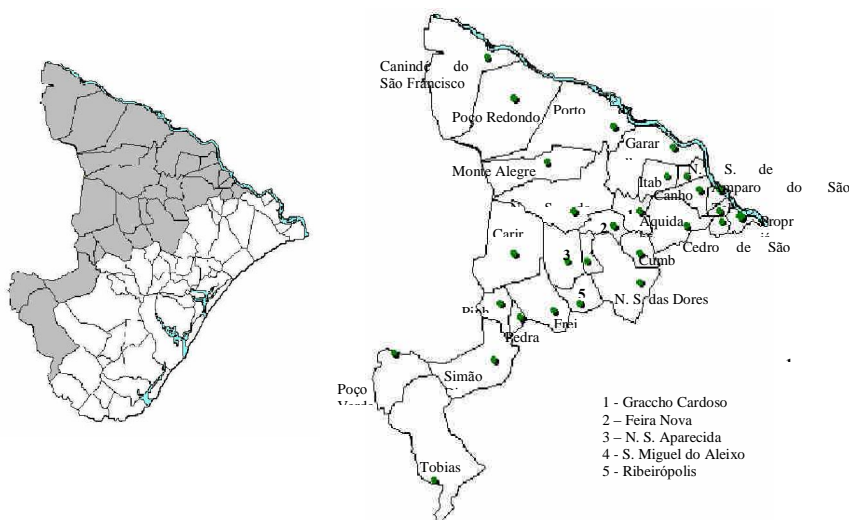 Canindé do
São Francisco
Poço Redondo
Porto
Garar
Monte Alegre
Itab
N. S. de
Amparo do São
Canho
S. de
2
Aquida
Propr
Carir
3
Cumb
Cedro de São
5
N. S. das Dores
Frei
Pedra
Simão
Poço
Tobias
1 - Graccho Cardoso
2 – Feira Nova
3 – N. S. Aparecida
4 - S. Miguel do Aleixo
5 - Ribeirópolis